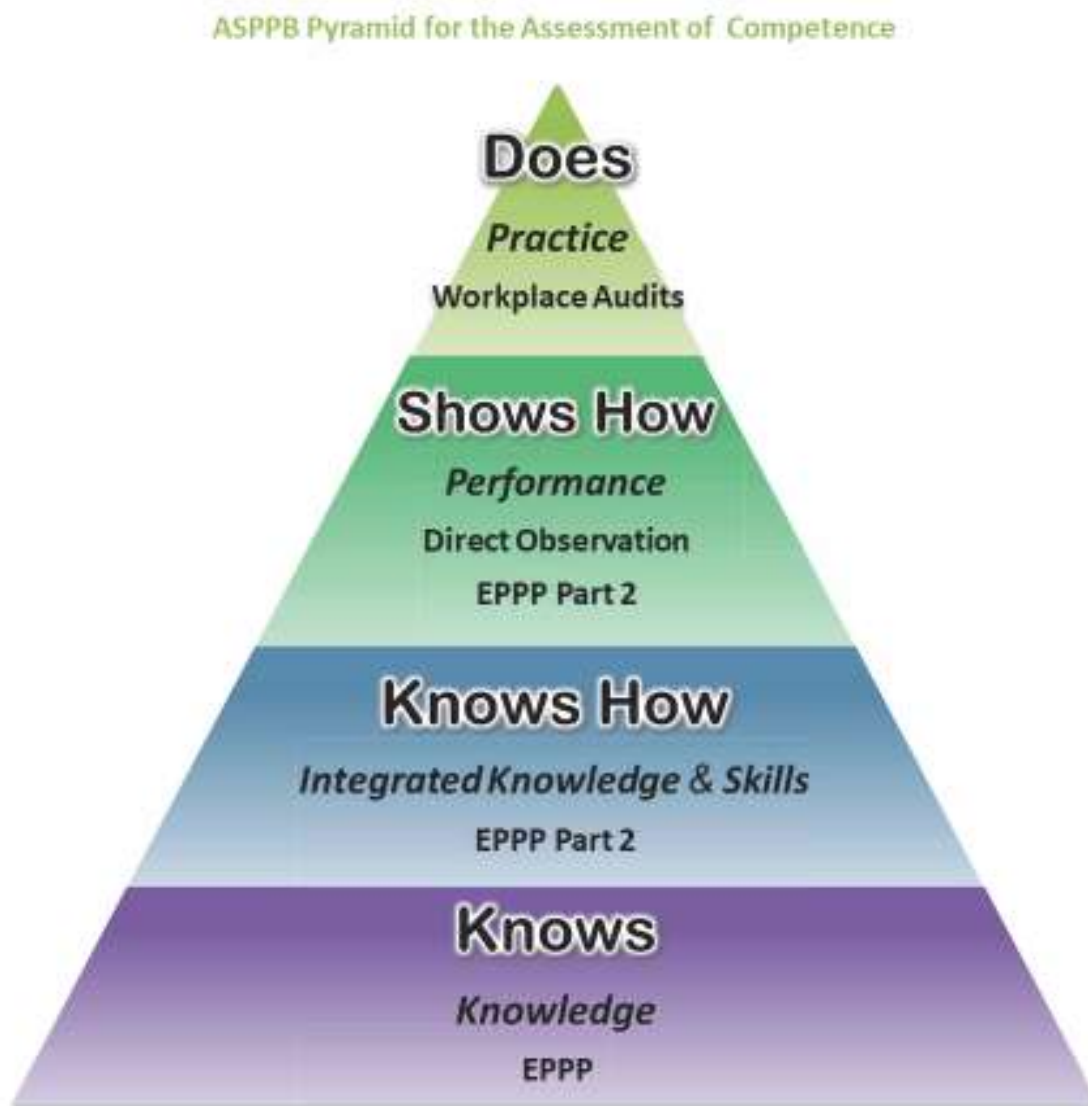 ASPPB Pyramid for the Assessment of Competence
Does
Practice
Workplace Audits
Shows How
Performance
Direct Observation
EPPP Part 2
Knows How
Integrated Knowledge & Skills
EPPP Part 2
Knows
Knowledge
EPPP